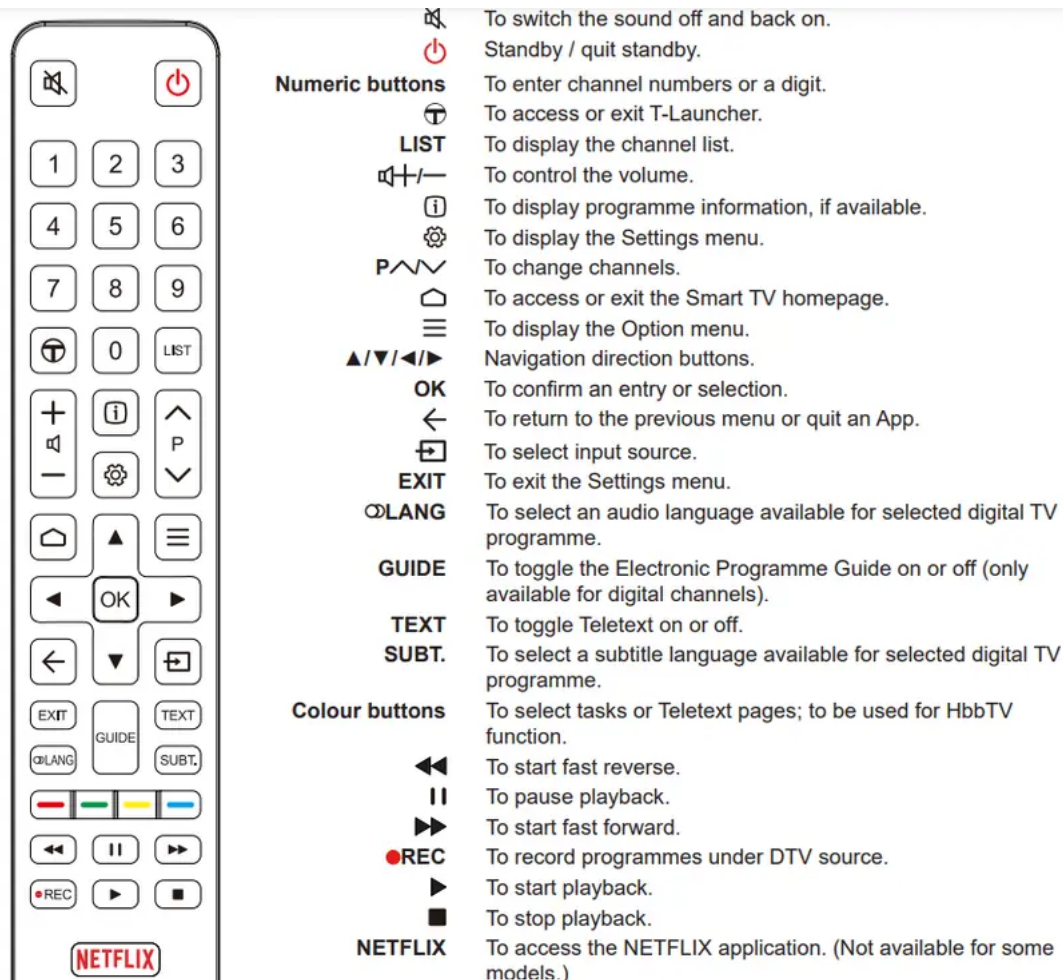 To switch the sound off and back on.
Standby / quit standby.
Numeric buttons To enter channel numbers or a digit.
To access or exit T-Launcher.
LIST To display the channel list.
+/— To control the volume.
i To display programme information, if available.
To display the Settings menu.
P To change channels.
To access or exit the Smart TV homepage.
To display the Option menu.
▲/▼/◄/► Navigation direction buttons.
OK To confirm an entry or selection.
To return to the previous menu or quit an App.
To select input source.
EXIT To exit the Settings menu.
LANG To select an audio language available for selected digital TV
programme.
GUIDE To toggle the Electronic Programme Guide on or off (only
available for digital channels).
TEXT To toggle Teletext on or off.
SUBT. To select a subtitle language available for selected digital TV
programme.
Colour buttons To select tasks or Teletext pages; to be used for HbbTV
function.
To start fast reverse.
To pause playback.
To start fast forward.
REC To record programmes under DTV source.
To start playback.
To stop playback.
NETFLIX To access the NETFLIX application. (Not available for some
models.)
1 2 3
4 5 6
7 8 9
T 0 LIST
+ i
P
—
OK
EXIT GUIDE TEXT
LANG SUBT.
REC
NETFLIX